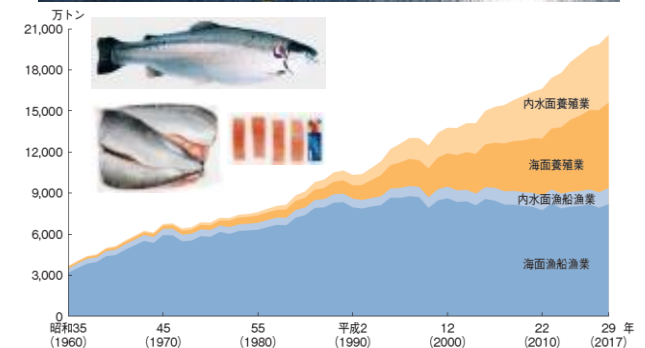 万トン
21,000
18,000
15,000
12,000
9,000
6,000
3,000
0
内水面養殖業
海面養殖業
内水面漁船漁業
海面漁船漁業
昭和35 45 55 平成2 12 22 29 年
(1960) (1970) (1980) (1990) (2000) (2010) (2017)